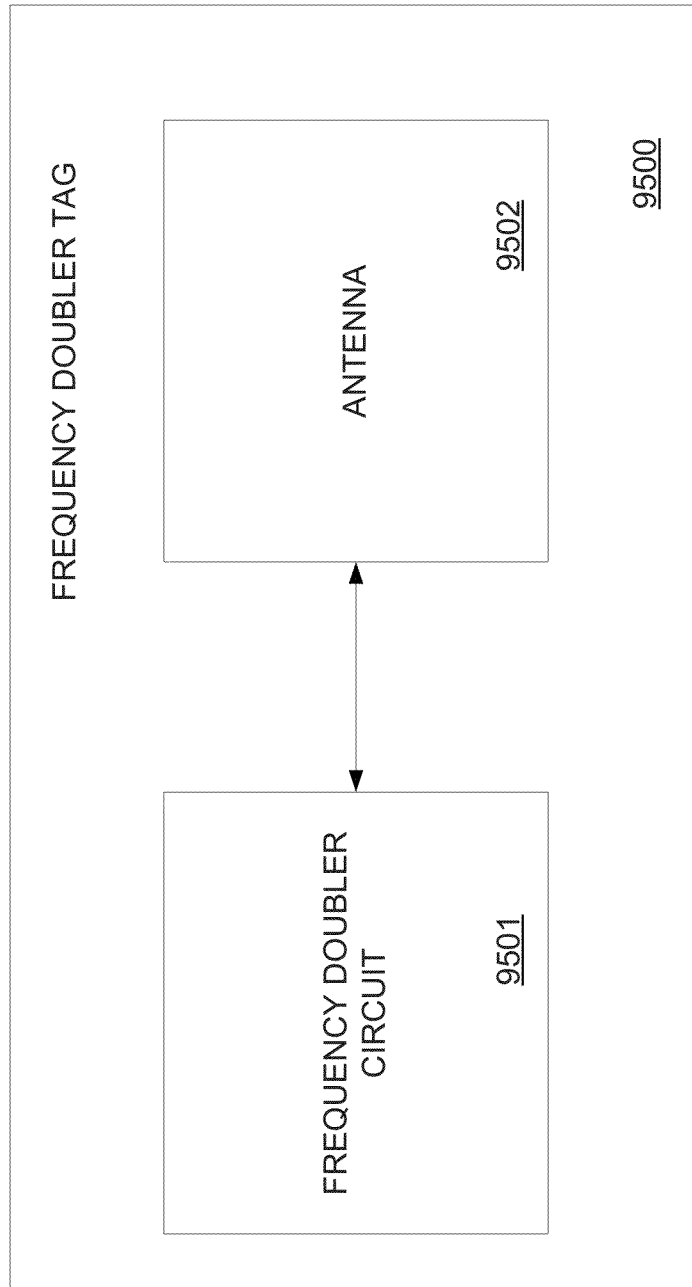 FREQUENCY DOUBLER TAG
FREQUENCY DOUBLER
CIRCUIT
9501
ANTENNA
9502
9500